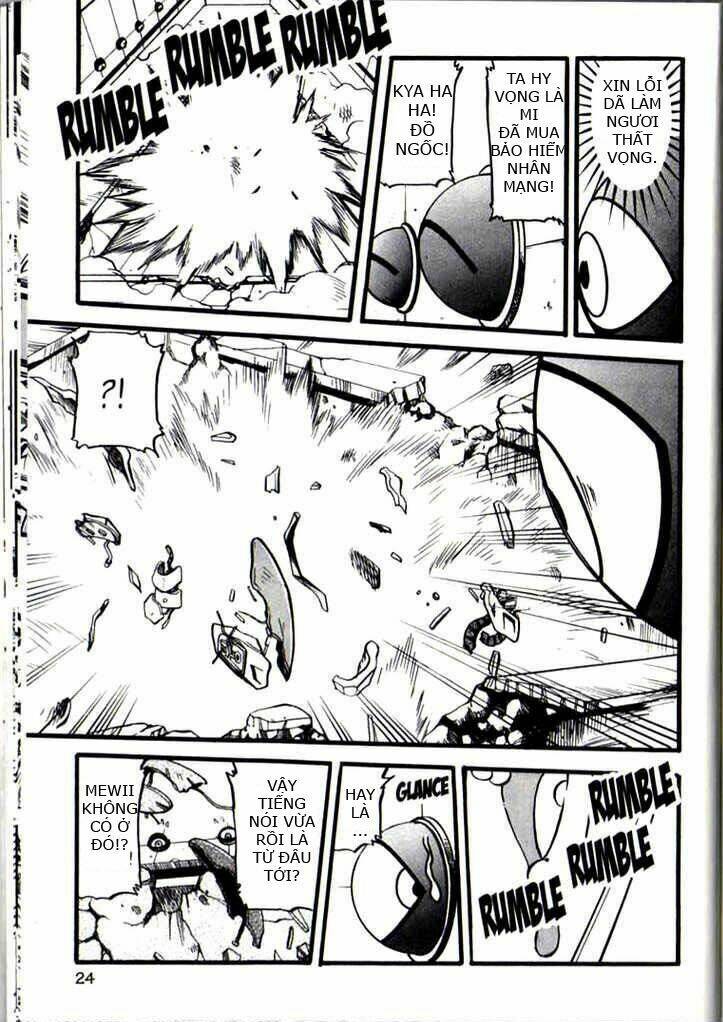 XIN LỖI
DÃ LÀM
NGƯƠI
THẤT
VỌNG.
TA HY
VỌNG LÀ
MI
ĐÃ MUA
BẢO HIỂM
NHÂN
MẠNG!
KYA HA
HA!
ĐỒ
NGỐC!
RUMBLE RUMBLE RUMBLE
?!
RUMBLE
RUMBLE
RUMBLE
GLANCE
HAY
LÀ
...
VẬY
TIẾNG
NÓI VỪA
RỒI LÀ
TỪ ĐÂU
TỚI?
MEWII
KHÔNG
CÓ Ở
ĐÓ!?
24